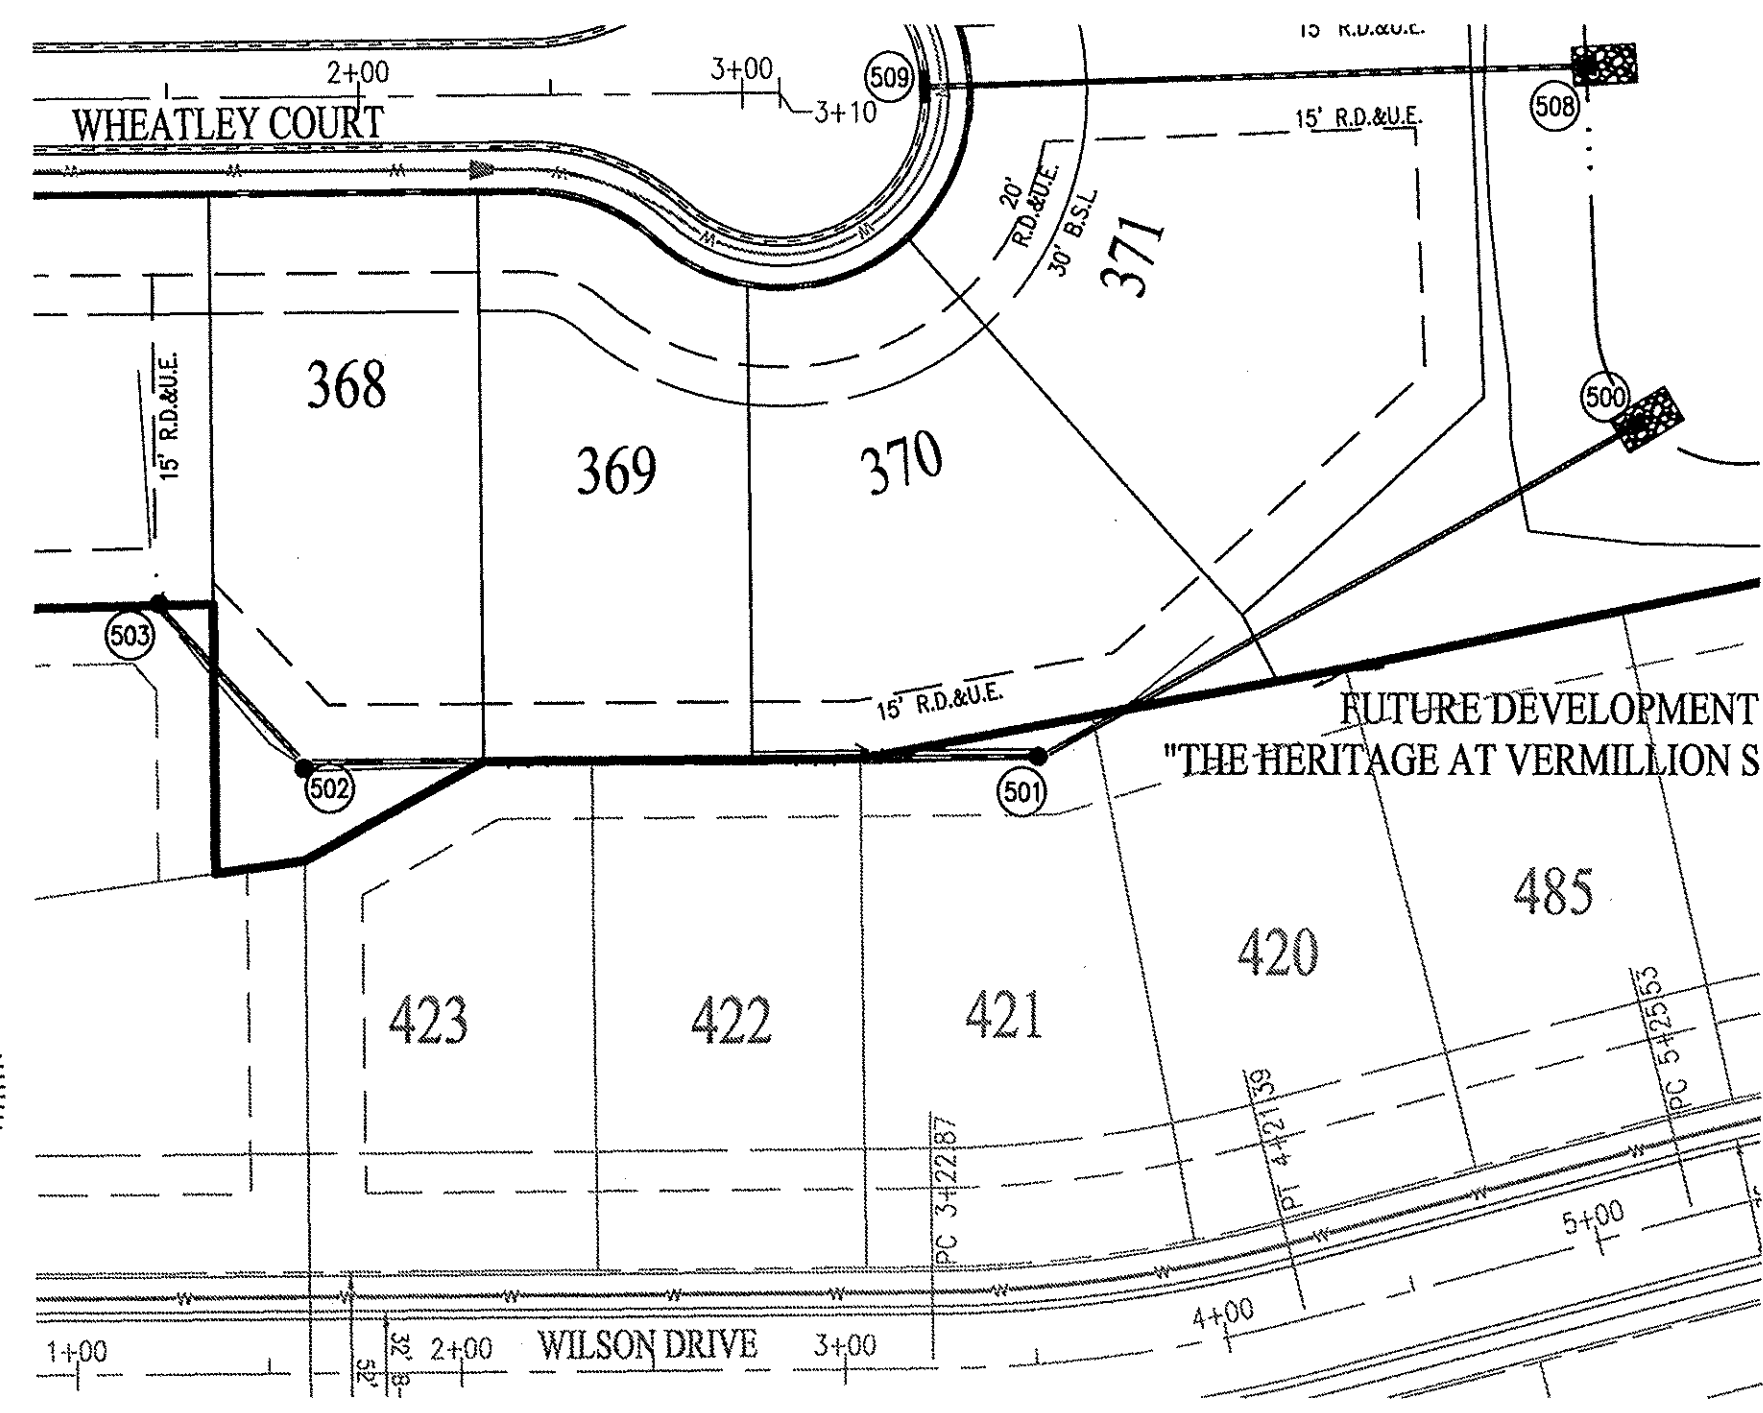 15' R.D.&U.E.
2+00
3+00
509
3+10
508
WHEATLEY COURT
15' R.D.&U.E.
20'
R.D.&U.E.
30' B.S.L.
371
368
15' R.D.&U.E.
500
369
370
503
15' R.D.&U.E.
FUTURE DEVELOPMENT
"THE HERITAGE AT VERMILLION S
502
501
485
420
423
422
421
PC 5+25.53
PT 4+21.39
PC 3+22.87
5+00
4+00
1+00
32'
52'
2+00
WILSON DRIVE
3+00